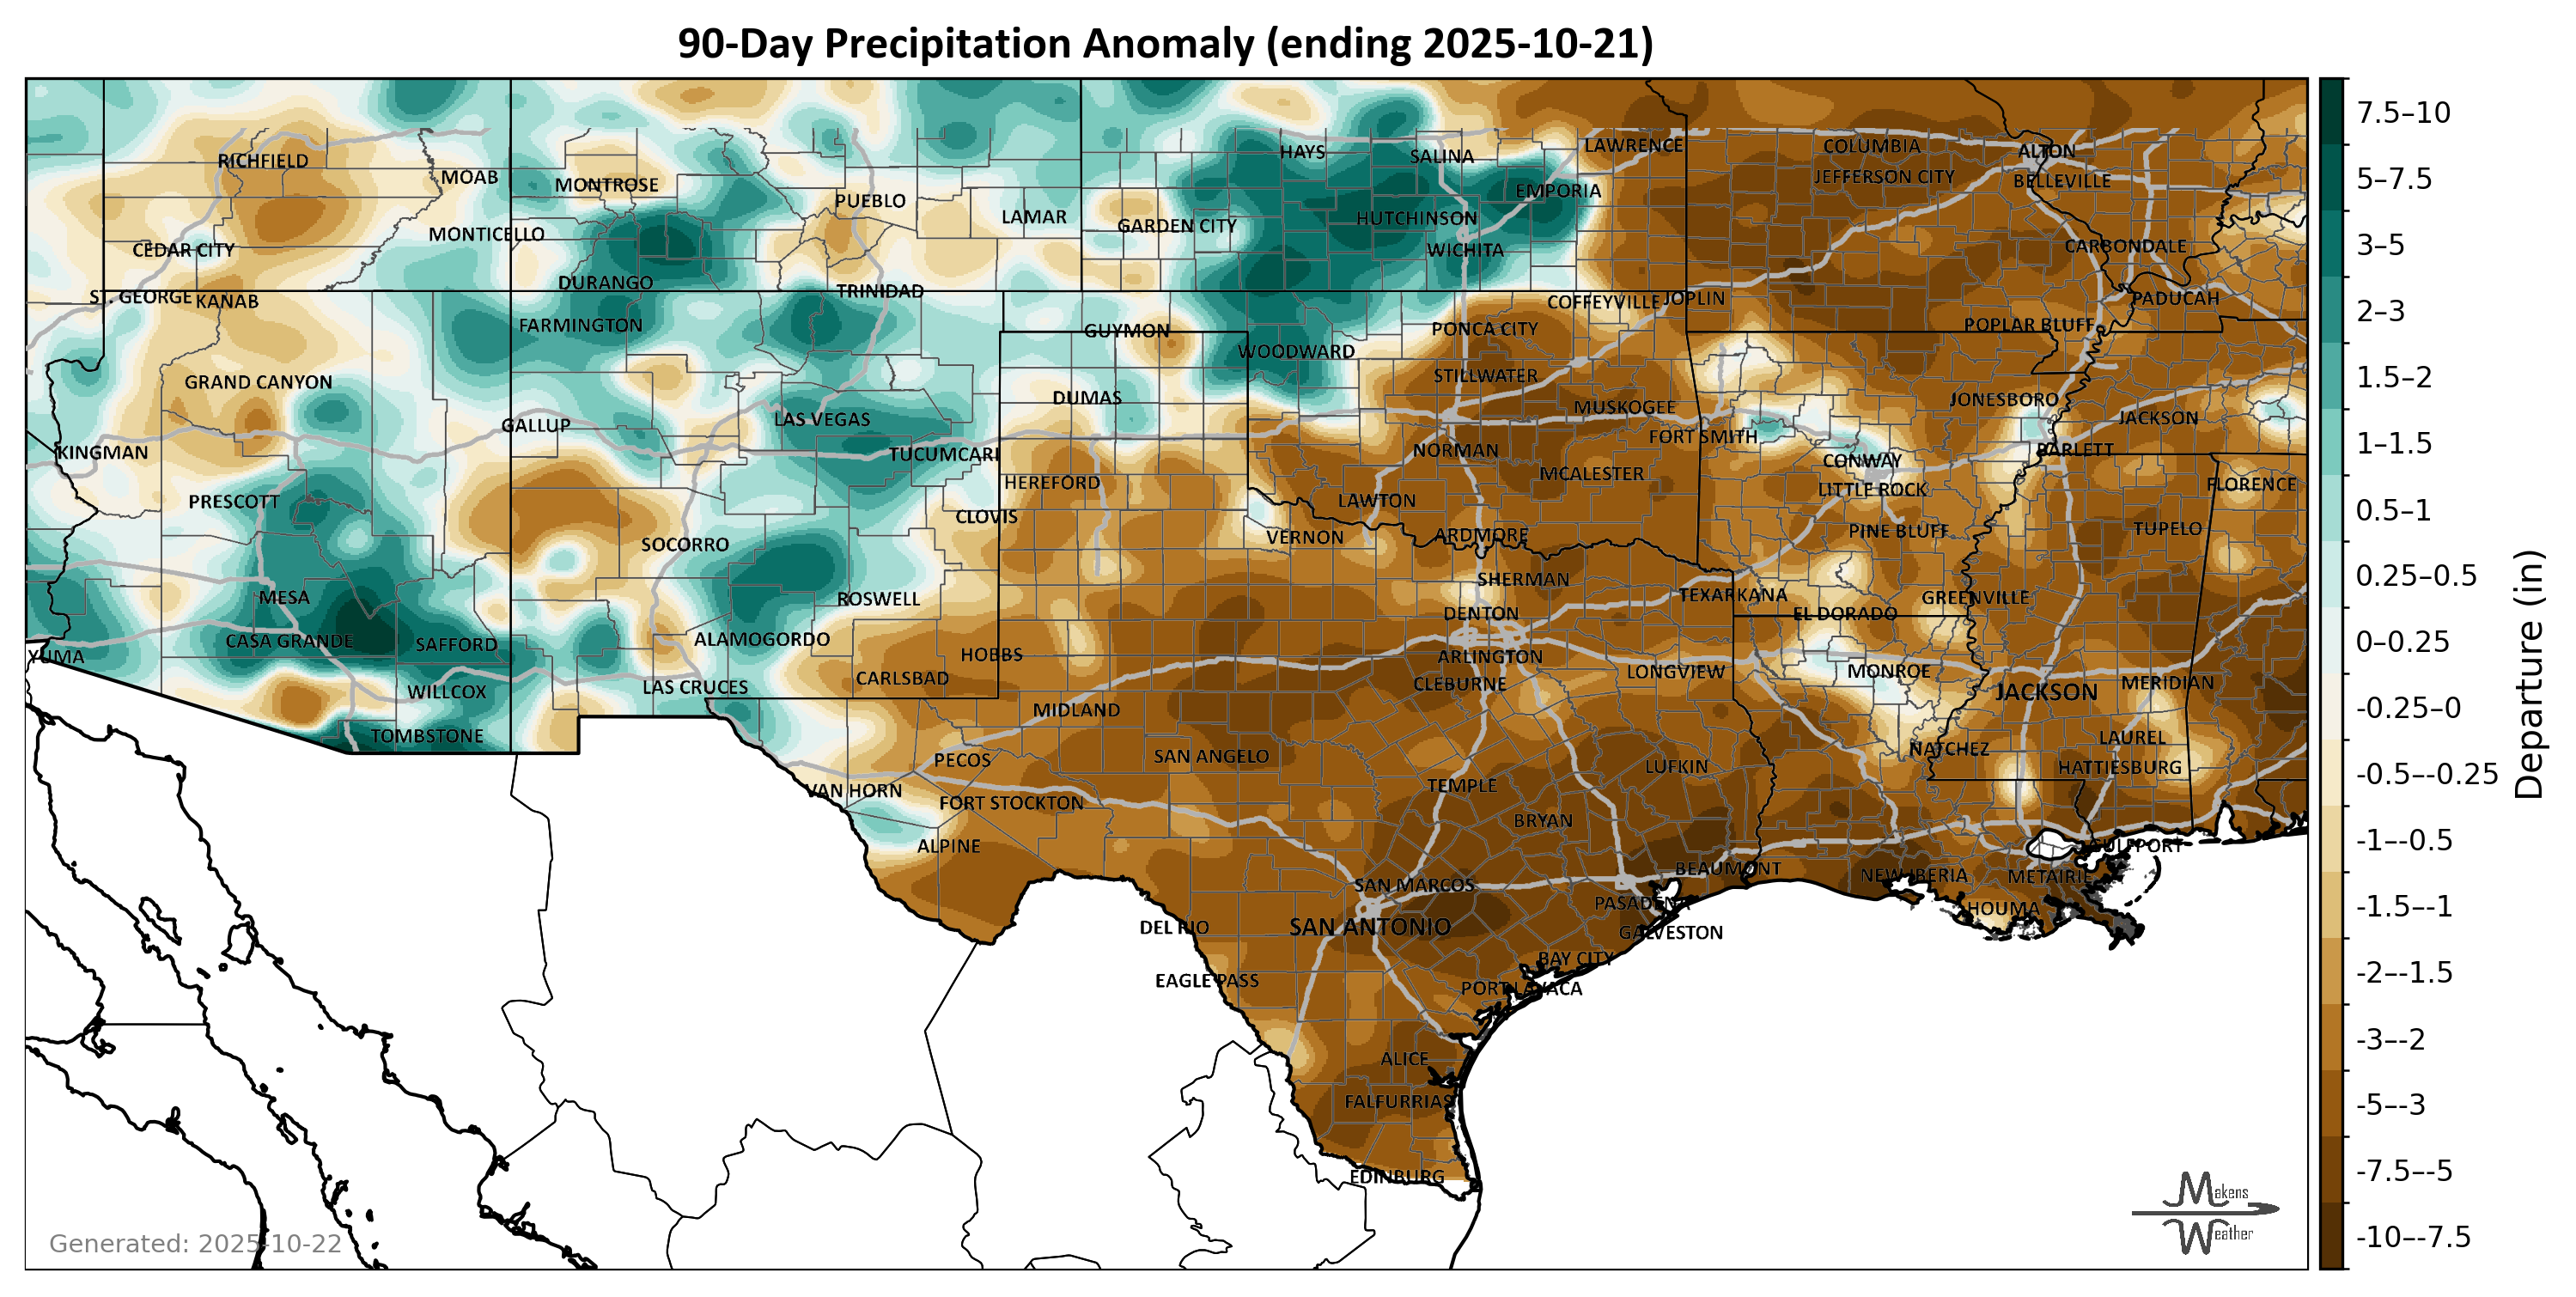 90-Day Precipitation Anomaly (ending 2025-10-21)
HAYS
SALINA
LAWRENCE
COLUMBIA
ALTON
RICHFIELD
MOAB
MONTROSE
EMPORIA
JEFFERSON CITY
BELLEVILLE
PUEBLO
LAMAR
GARDEN CITY
HUTCHINSON
MONTICELLO
CEDAR CITY
WICHITA
CARBONDALE
DURANGO
TRINIDAD
ST. GEORGE
KANAB
COFFEYVILLE
JOPLIN
PADUCAH
FARMINGTON
GUYMON
PONCA CITY
POPLAR BLUFF
WOODWARD
GRAND CANYON
STILLWATER
DUMAS
MUSKOGEE
JONESBORO
JACKSON
LAS VEGAS
GALLUP
FORT SMITH
KINGMAN
TUCUMCARI
NORMAN
BARLETT
CONWAY
HEREFORD
MCALESTER
LITTLE ROCK
FLORENCE
PRESCOTT
LAWTON
CLOVIS
PINE BLUFF
TUPELO
SOCORRO
VERNON
ARDMORE
SHERMAN
MESA
ROSWELL
TEXARKANA
GREENVILLE
DENTON
EL DORADO
CASA GRANDE
SAFFORD
ALAMOGORDO
YUMA
HOBBS
ARLINGTON
CARLSBAD
LONGVIEW
MONROE
WILLCOX
LAS CRUCES
CLEBURNE
JACKSON
MERIDIAN
MIDLAND
TOMBSTONE
LAUREL
NATCHEZ
PECOS
SAN ANGELO
LUFKIN
HATTIESBURG
VAN HORN
FORT STOCKTON
TEMPLE
BRYAN
ALPINE
GULFPORT
BEAUMONT
NEW IBERIA
METAIRIE
SAN MARCOS
PASADENA
HOUMA
DEL RIO
SAN ANTONIO
GALVESTON
BAY CITY
EAGLE PASS
PORT LAVACA
ALICE
FALFURRIAS
EDINBURG
Generated: 2025-10-22
Makens
Weather
7.5–10
5–7.5
3–5
2–3
1.5–2
1–1.5
0.5–1
0.25–0.5
0–0.25
-0.25–0
-0.5–-0.25
-1–-0.5
-1.5–-1
-2–-1.5
-3–-2
-5–-3
-7.5–-5
-10–-7.5
Departure (in)